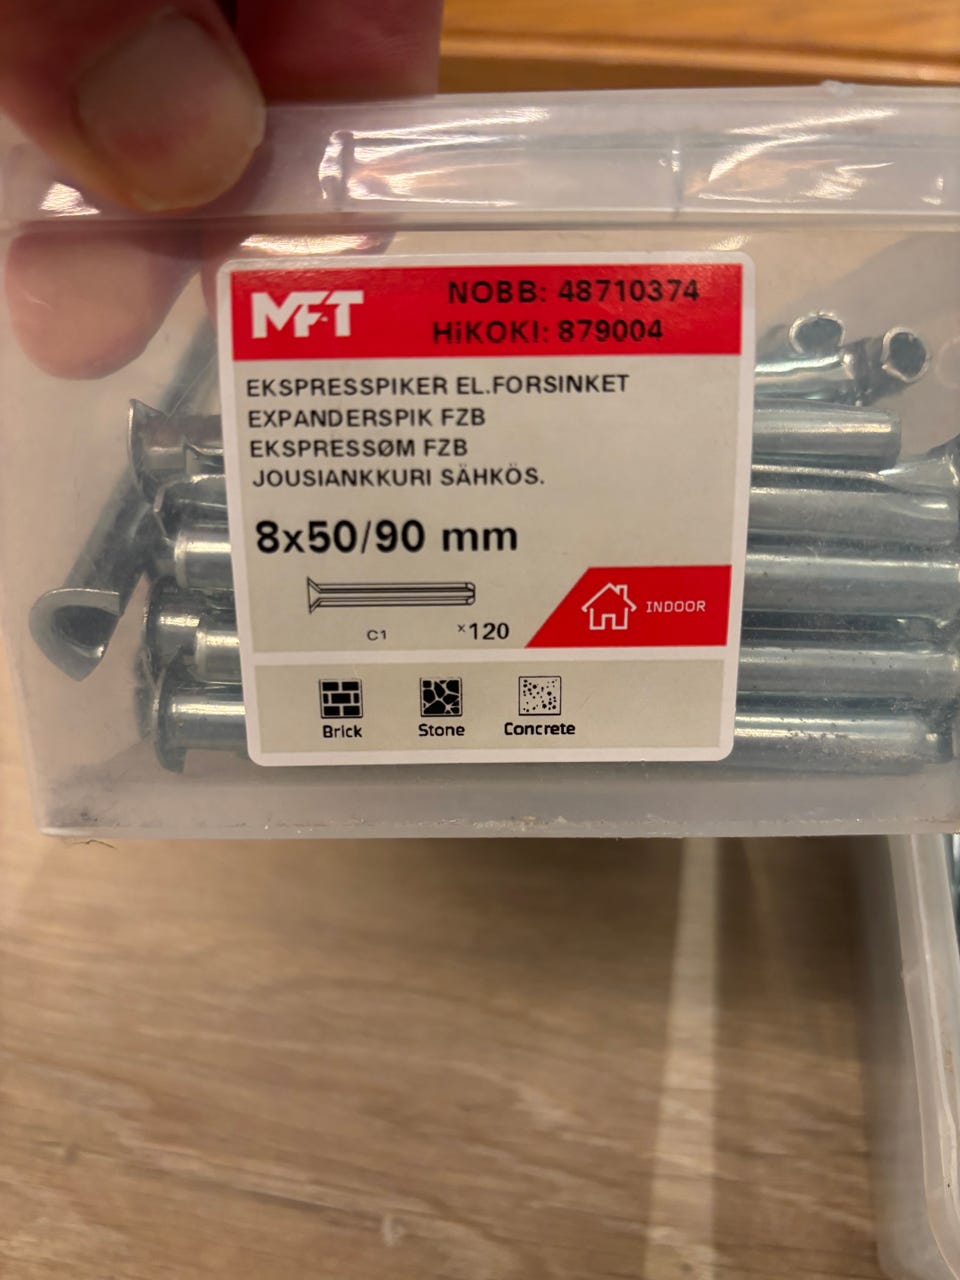 MFT
NOBB: 48710374
HiKOKI: 879004
EKSPRESSPIKER EL.FORSINKET
EXPANDERSPIK FZB
EKSPRESSØM FZB
JOUSIANKKURI SÄHKÖS.
8x50/90 mm
C1
x120
INDOOR
Brick
Stone
Concrete